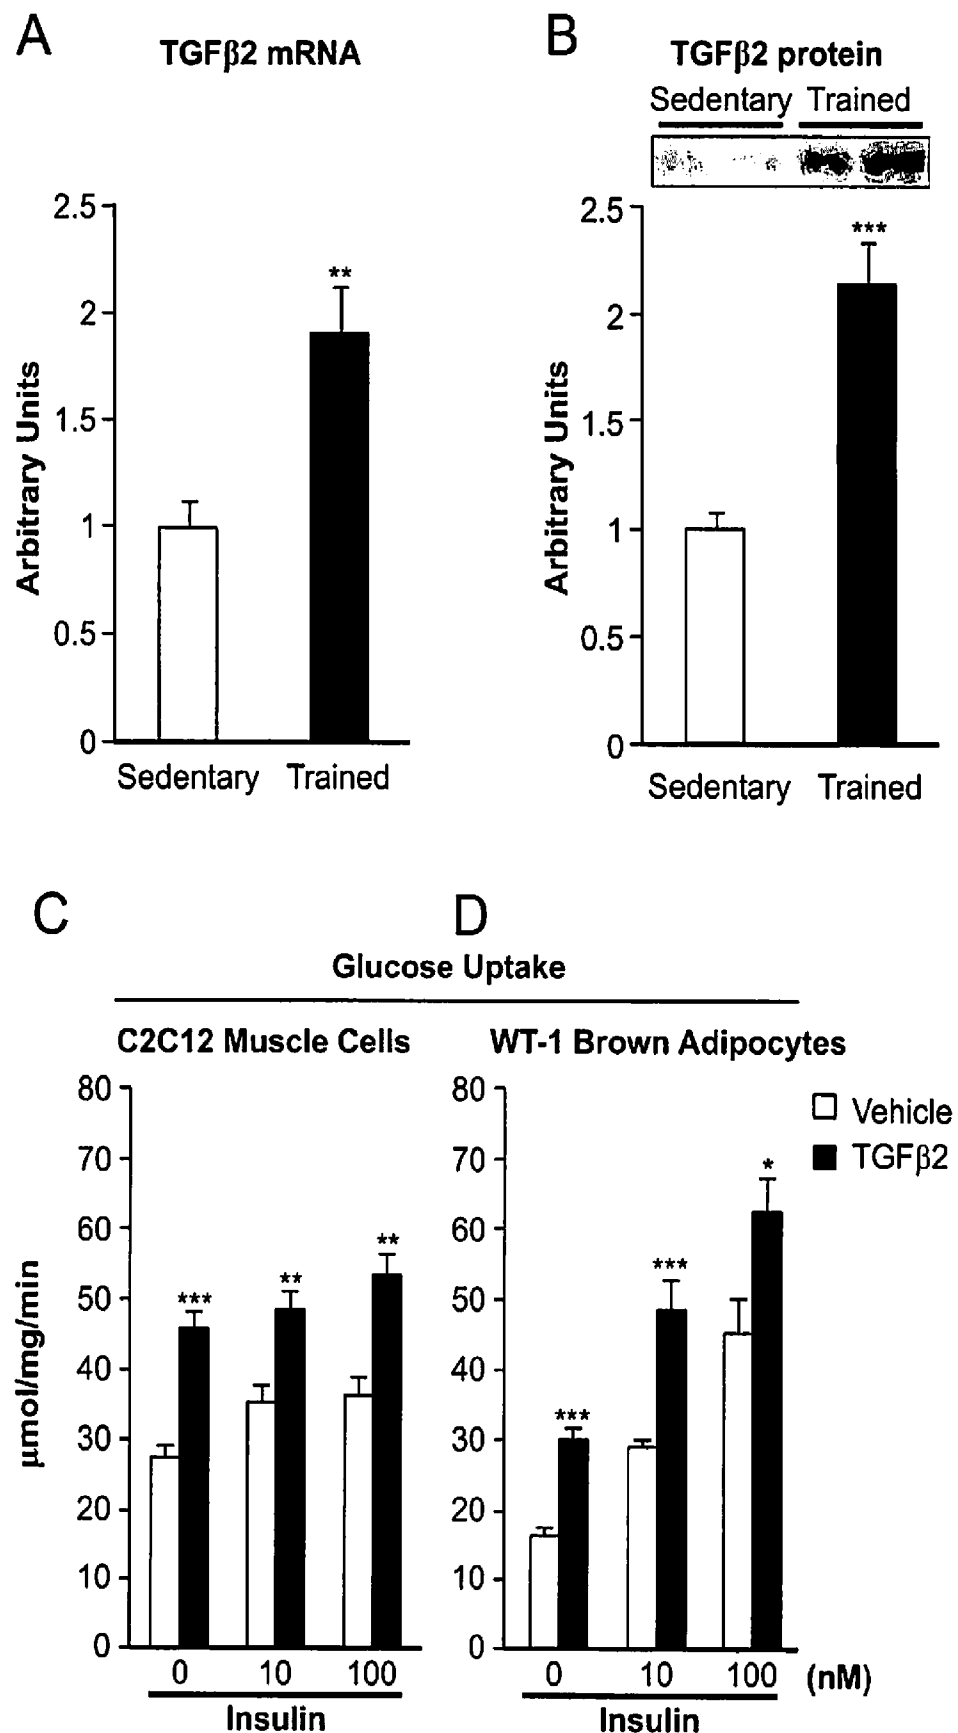 A
TGFβ2 mRNA
2.5
2
1.5
1
0.5
0
Arbitrary Units
**
Sedentary Trained
B
TGFβ2 protein
Sedentary Trained
2.5
2
1.5
1
0.5
0
Arbitrary Units
***
Sedentary Trained
C D
Glucose Uptake
C2C12 Muscle Cells
80
70
60
50
40
30
20
10
0
μmol/mg/min
*** ** **
0 10 100
Insulin
WT-1 Brown Adipocytes
80
70
60
50
40
30
20
10
0
*** *** *
0 10 100 (nM)
Insulin
Vehicle
TGFβ2